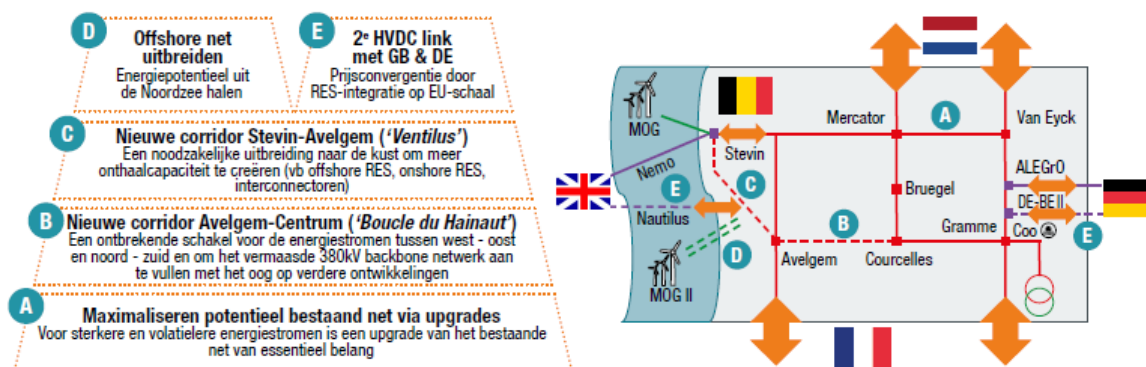 D
Offshore net
uitbreiden
Energiepotentieel uit
de Noordzee halen
E
2e HVDC link
met GB & DE
Prijsconvergentie door
RES-integratie op EU-schaal
C
Nieuwe corridor Stevin-Avelgem (‘Ventilus’)
Een noodzakelijke uitbreiding naar de kust om meer
onthaalcapaciteit te creëren (vb offshore RES, onshore RES,
interconnectoren)
B
Nieuwe corridor Avelgem-Centrum (‘Boucle du Hainaut’)
Een ontbrekende schakel voor de energiestromen tussen west - oost
en noord - zuid en om het vermaasde 380kV backbone netwerk aan
te vullen met het oog op verdere ontwikkelingen
A
Maximaliseren potentieel bestaand net via upgrades
Voor sterkere en volatielere energiestromen is een upgrade van het bestaande
net van essentieel belang
MOG
Mercator
A
Van Eyck
Stevin
Nemo
ALEGrO
C
E
Bruegel
DE-BE II
Nautilus
B
Gramme
Coo
E
D
Avelgem
Courcelles
MOG II